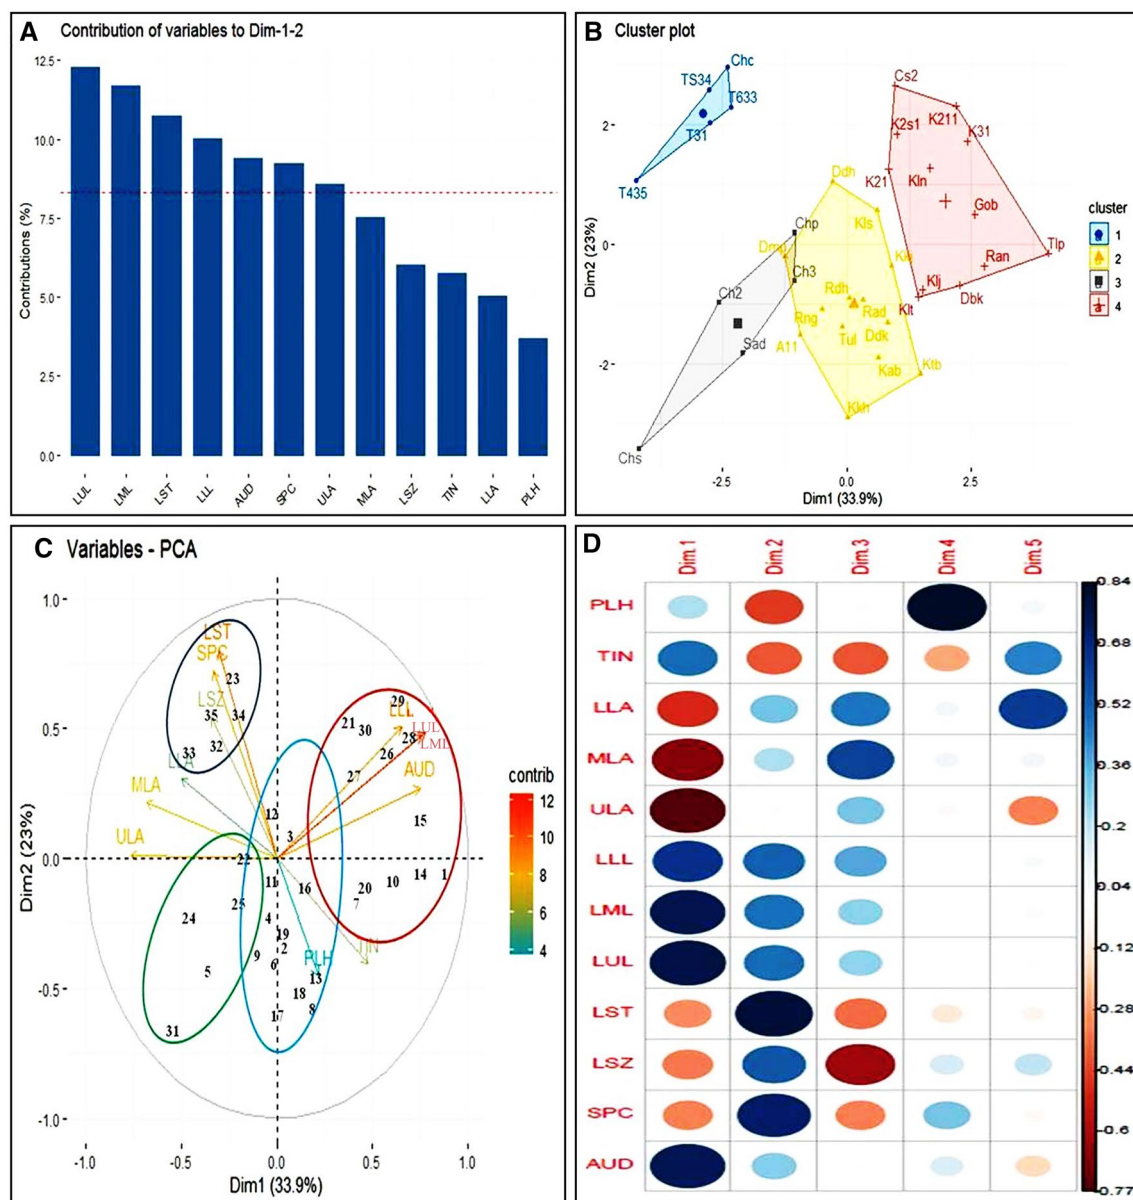 A Contribution of variables to Dim-1-2
Contributions (%)
12.5
10.0
7.5
5.0
2.5
0.0
LUL LML LST LLL AUD SPC ULA MLA LSZ TIN LLA PLH
B Cluster plot
Dim2 (23%)
2
0
-2
Chc
TS34
T633
T31
T435
Cs2
K2s1 K211
K31
K21 Kln
Gob
Tlp
Ran
Klj
Klt Dbk
Ddh
Kls
Dmp
Rdh
Rng Rad
A11 Tul Ddk
Kab Ktb
Kkh
Chp
Ch3
Ch2
Sad
Chs
-2.5 0.0 2.5
Dim1 (33.9%)
cluster
1
2
3
4
C Variables - PCA
Dim2 (23%)
1.0
0.5
0.0
-0.5
-1.0
LST
SPC
23
LSZ
35 34
33 32
LLA
MLA
ULA
29
LLL
21 30 LUL
28 LML
26
27 AUD
12
3
15
22
11 16 20 10 14 1
7
25
24 4
19
2
9 6
PLH TIN
5 13
18
17 8
31
-1.0 -0.5 0.0 0.5 1.0
Dim1 (33.9%)
contrib
12
10
8
6
4
D
Dim.1 Dim.2 Dim.3 Dim.4 Dim.5
PLH
TIN
LLA
MLA
ULA
LLL
LML
LUL
LST
LSZ
SPC
AUD
0.84
0.68
0.52
0.36
0.2
0.04
-0.12
-0.28
-0.44
-0.6
-0.77